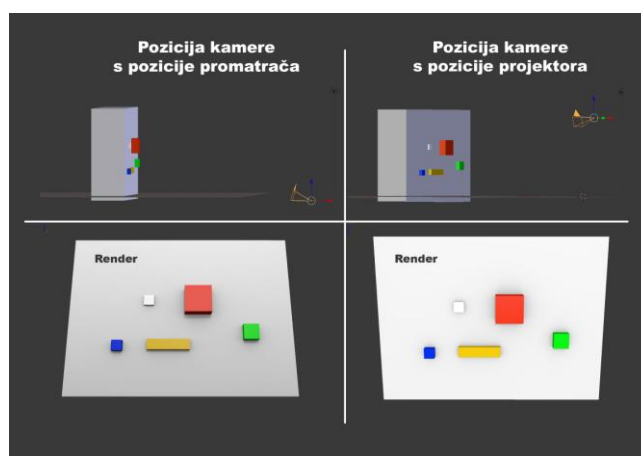 Pozicija kamere
s pozicije promatrača
Pozicija kamere
s pozicije projektora
Render
Render